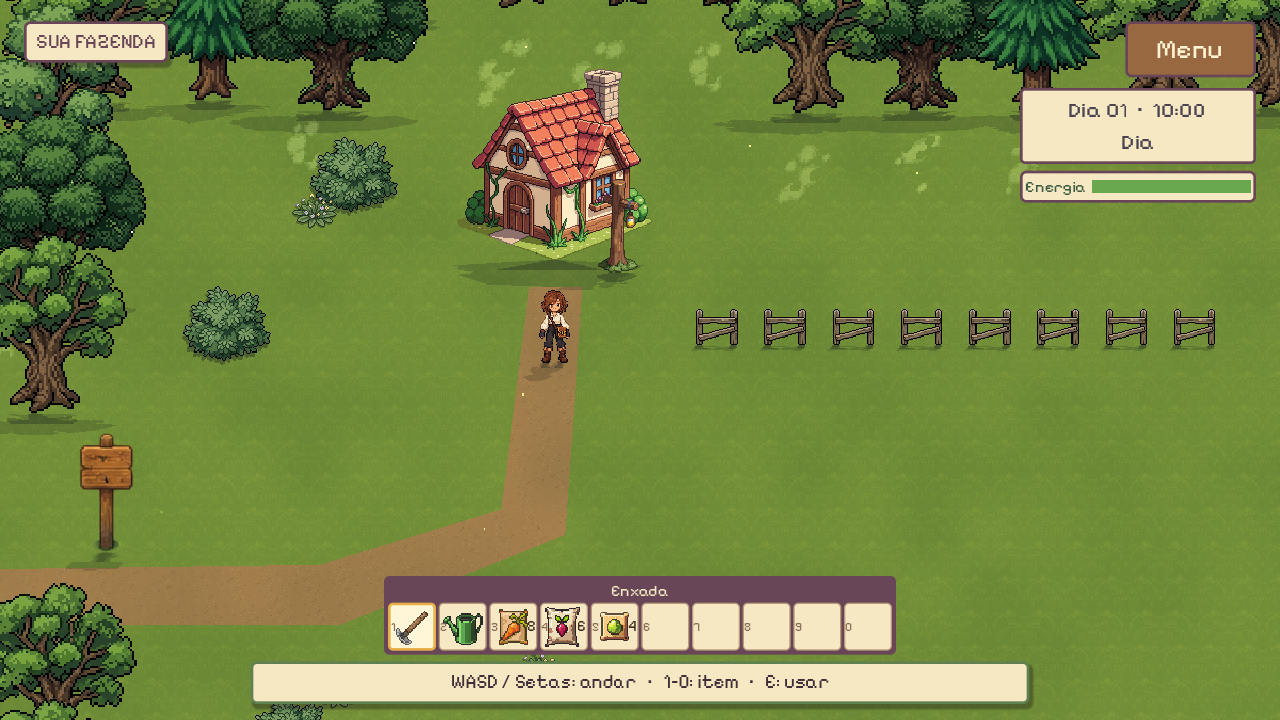 SUA FAZENDA
Menu
Dia 01 · 10:00
Dia
Energia
Enxada
1 2 3 8 4 6 5 4 6 7 8 9 0
WASD / Setas: andar · 1-0: item · E: usar